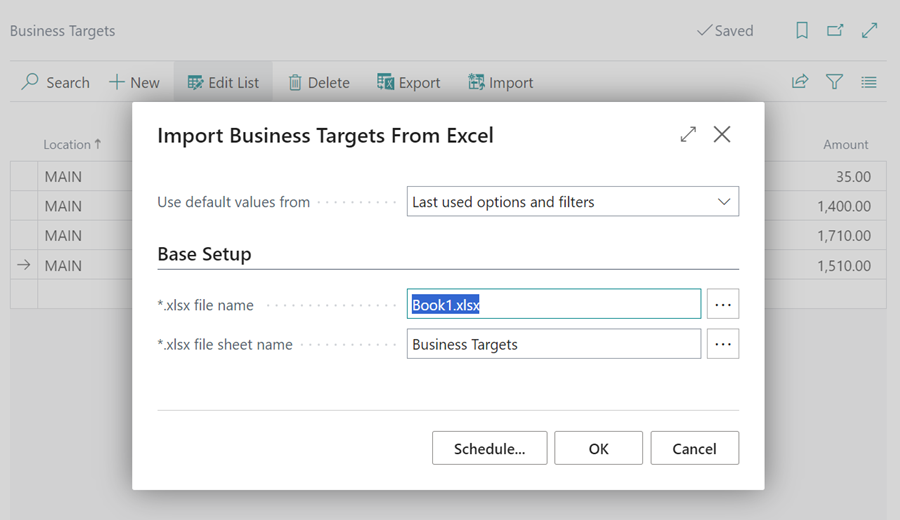 Business Targets Saved
Search New Edit List Delete Export Import
Import Business Targets From Excel
Location Amount
MAIN 35.00
Use default values from Last used options and filters
MAIN 1,400.00
MAIN 1,710.00
Base Setup
MAIN 1,510.00
*.xlsx file name Book1.xlsx ...
*.xlsx file sheet name Business Targets ...
Schedule... OK Cancel